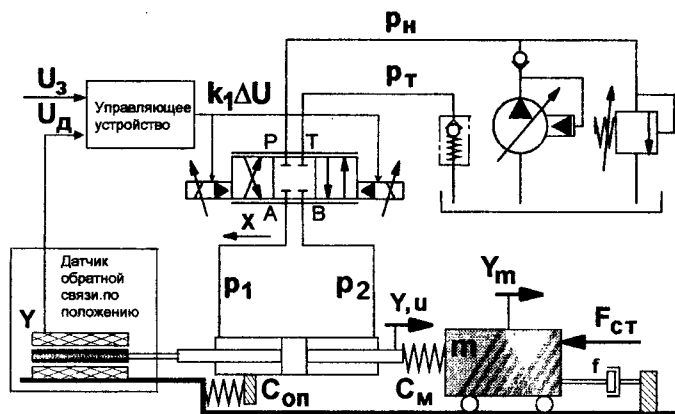 pн
Uз
Uд
Управляющее
устройство
k₁ΔU
pт
P T
A B
X
Датчик
обратной
связи.по
положению
Y
p₁
p₂
Y,u
Ym
Fст
m
f
Cоп
Cм